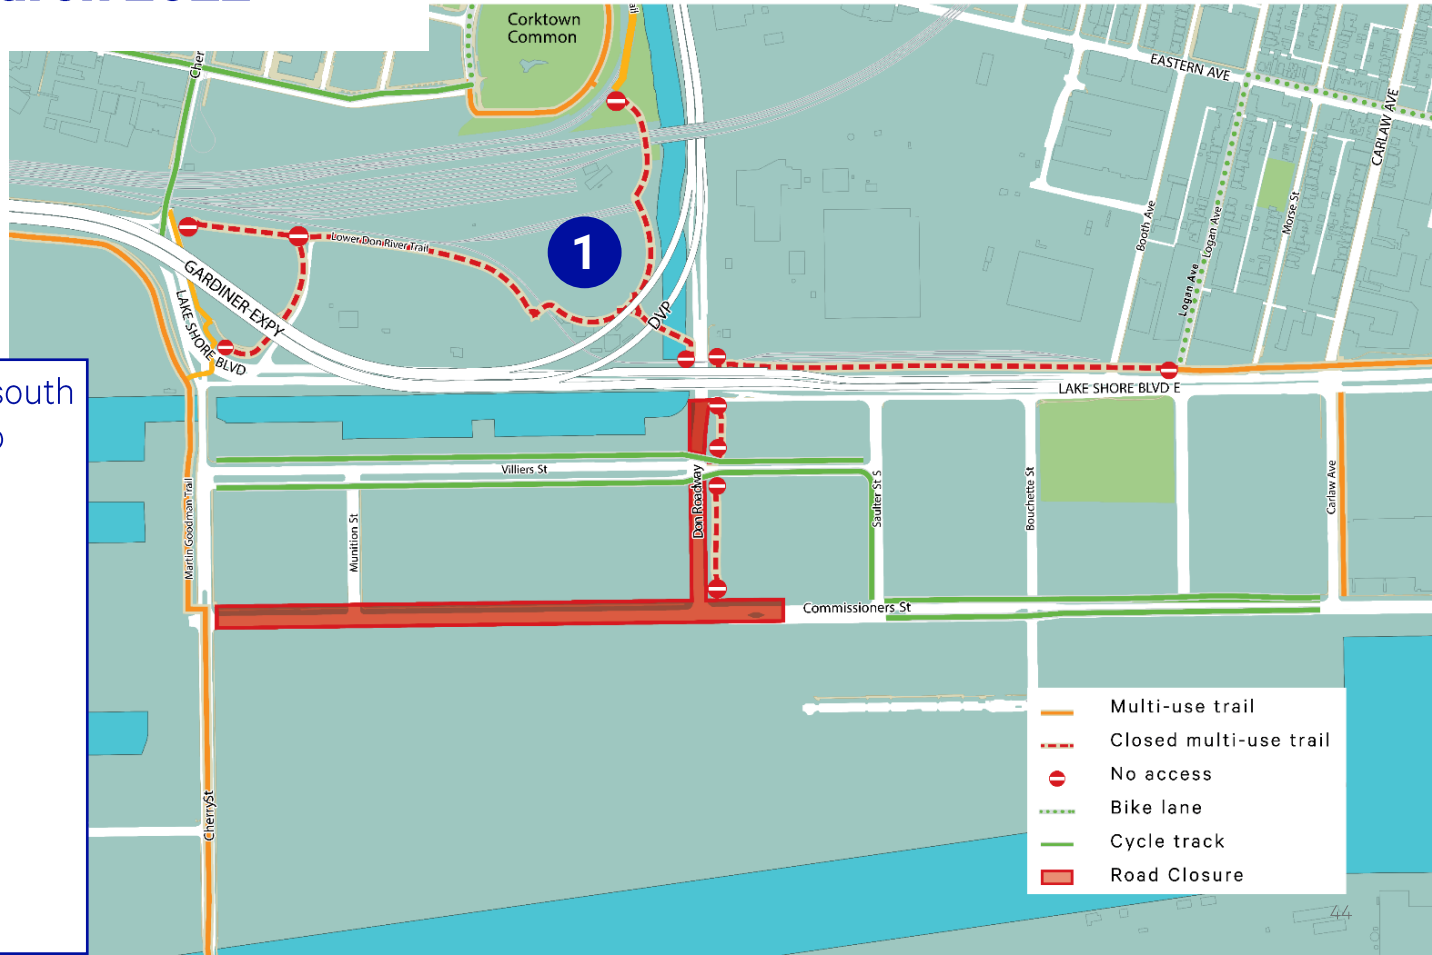 Corktown
Common
EASTERN AVE
CARLAW AVE
Booth Ave
Logan Ave
Logan Ave
Morse St
Lower Don River Trail
1
GARDINER EXPY
LAKE SHORE BLVD
DVP
LAKE SHORE BLVD E
south
Villiers St
Munition St
Martin Goodman Trail
Don Roadway
Saulter St S
Bouchette St
Carlaw Ave
Commissioners St
CherrySt
Multi-use trail
Closed multi-use trail
No access
Bike lane
Cycle track
Road Closure
44